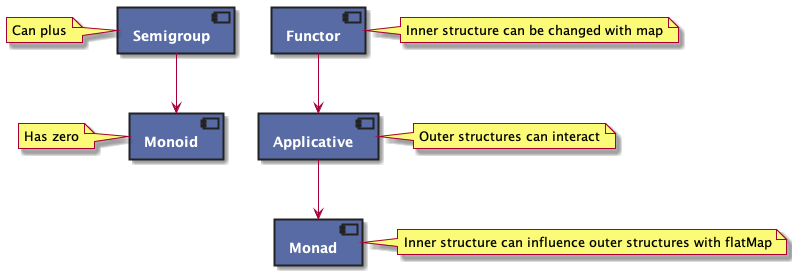 Can plus
Semigroup
Functor
Inner structure can be changed with map
Has zero
Monoid
Applicative
Outer structures can interact
Monad
Inner structure can influence outer structures with flatMap